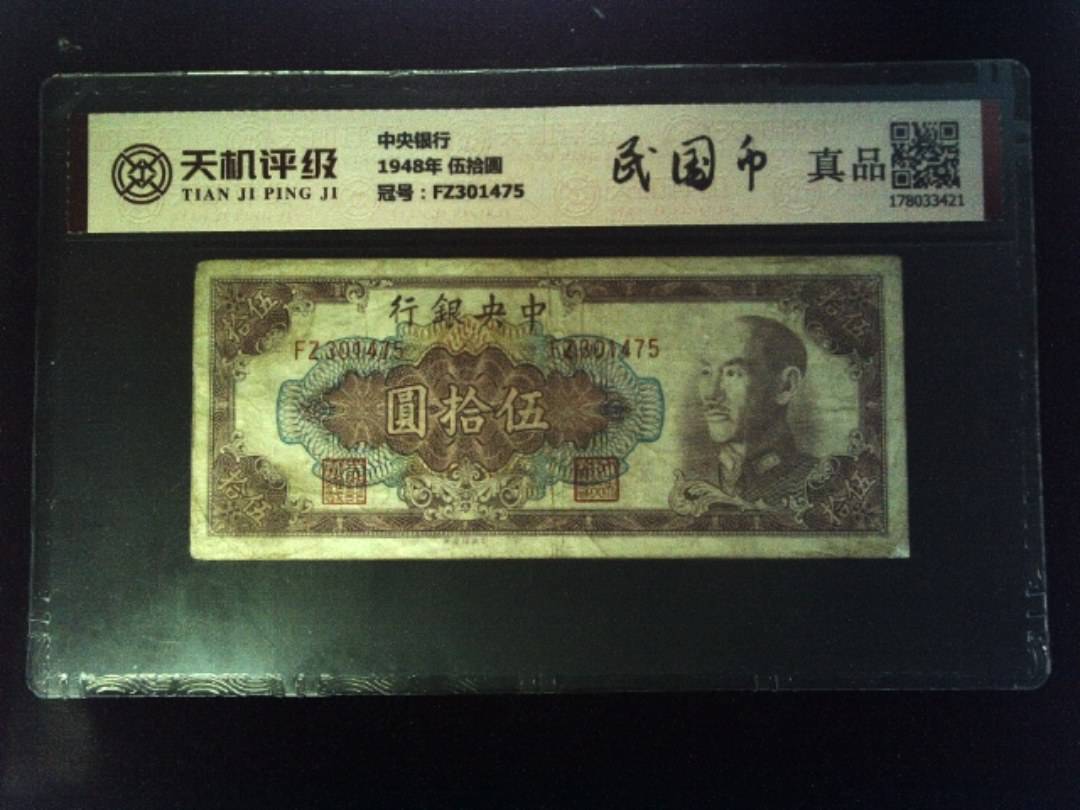 天机评级
TIAN JI PING JI
中央银行
1948年 伍拾圆
冠号：FZ301475
民国币
真品
178033421
行銀央中
FZ301475
FZ301475
圓拾伍
拾伍
拾伍
拾伍
拾伍